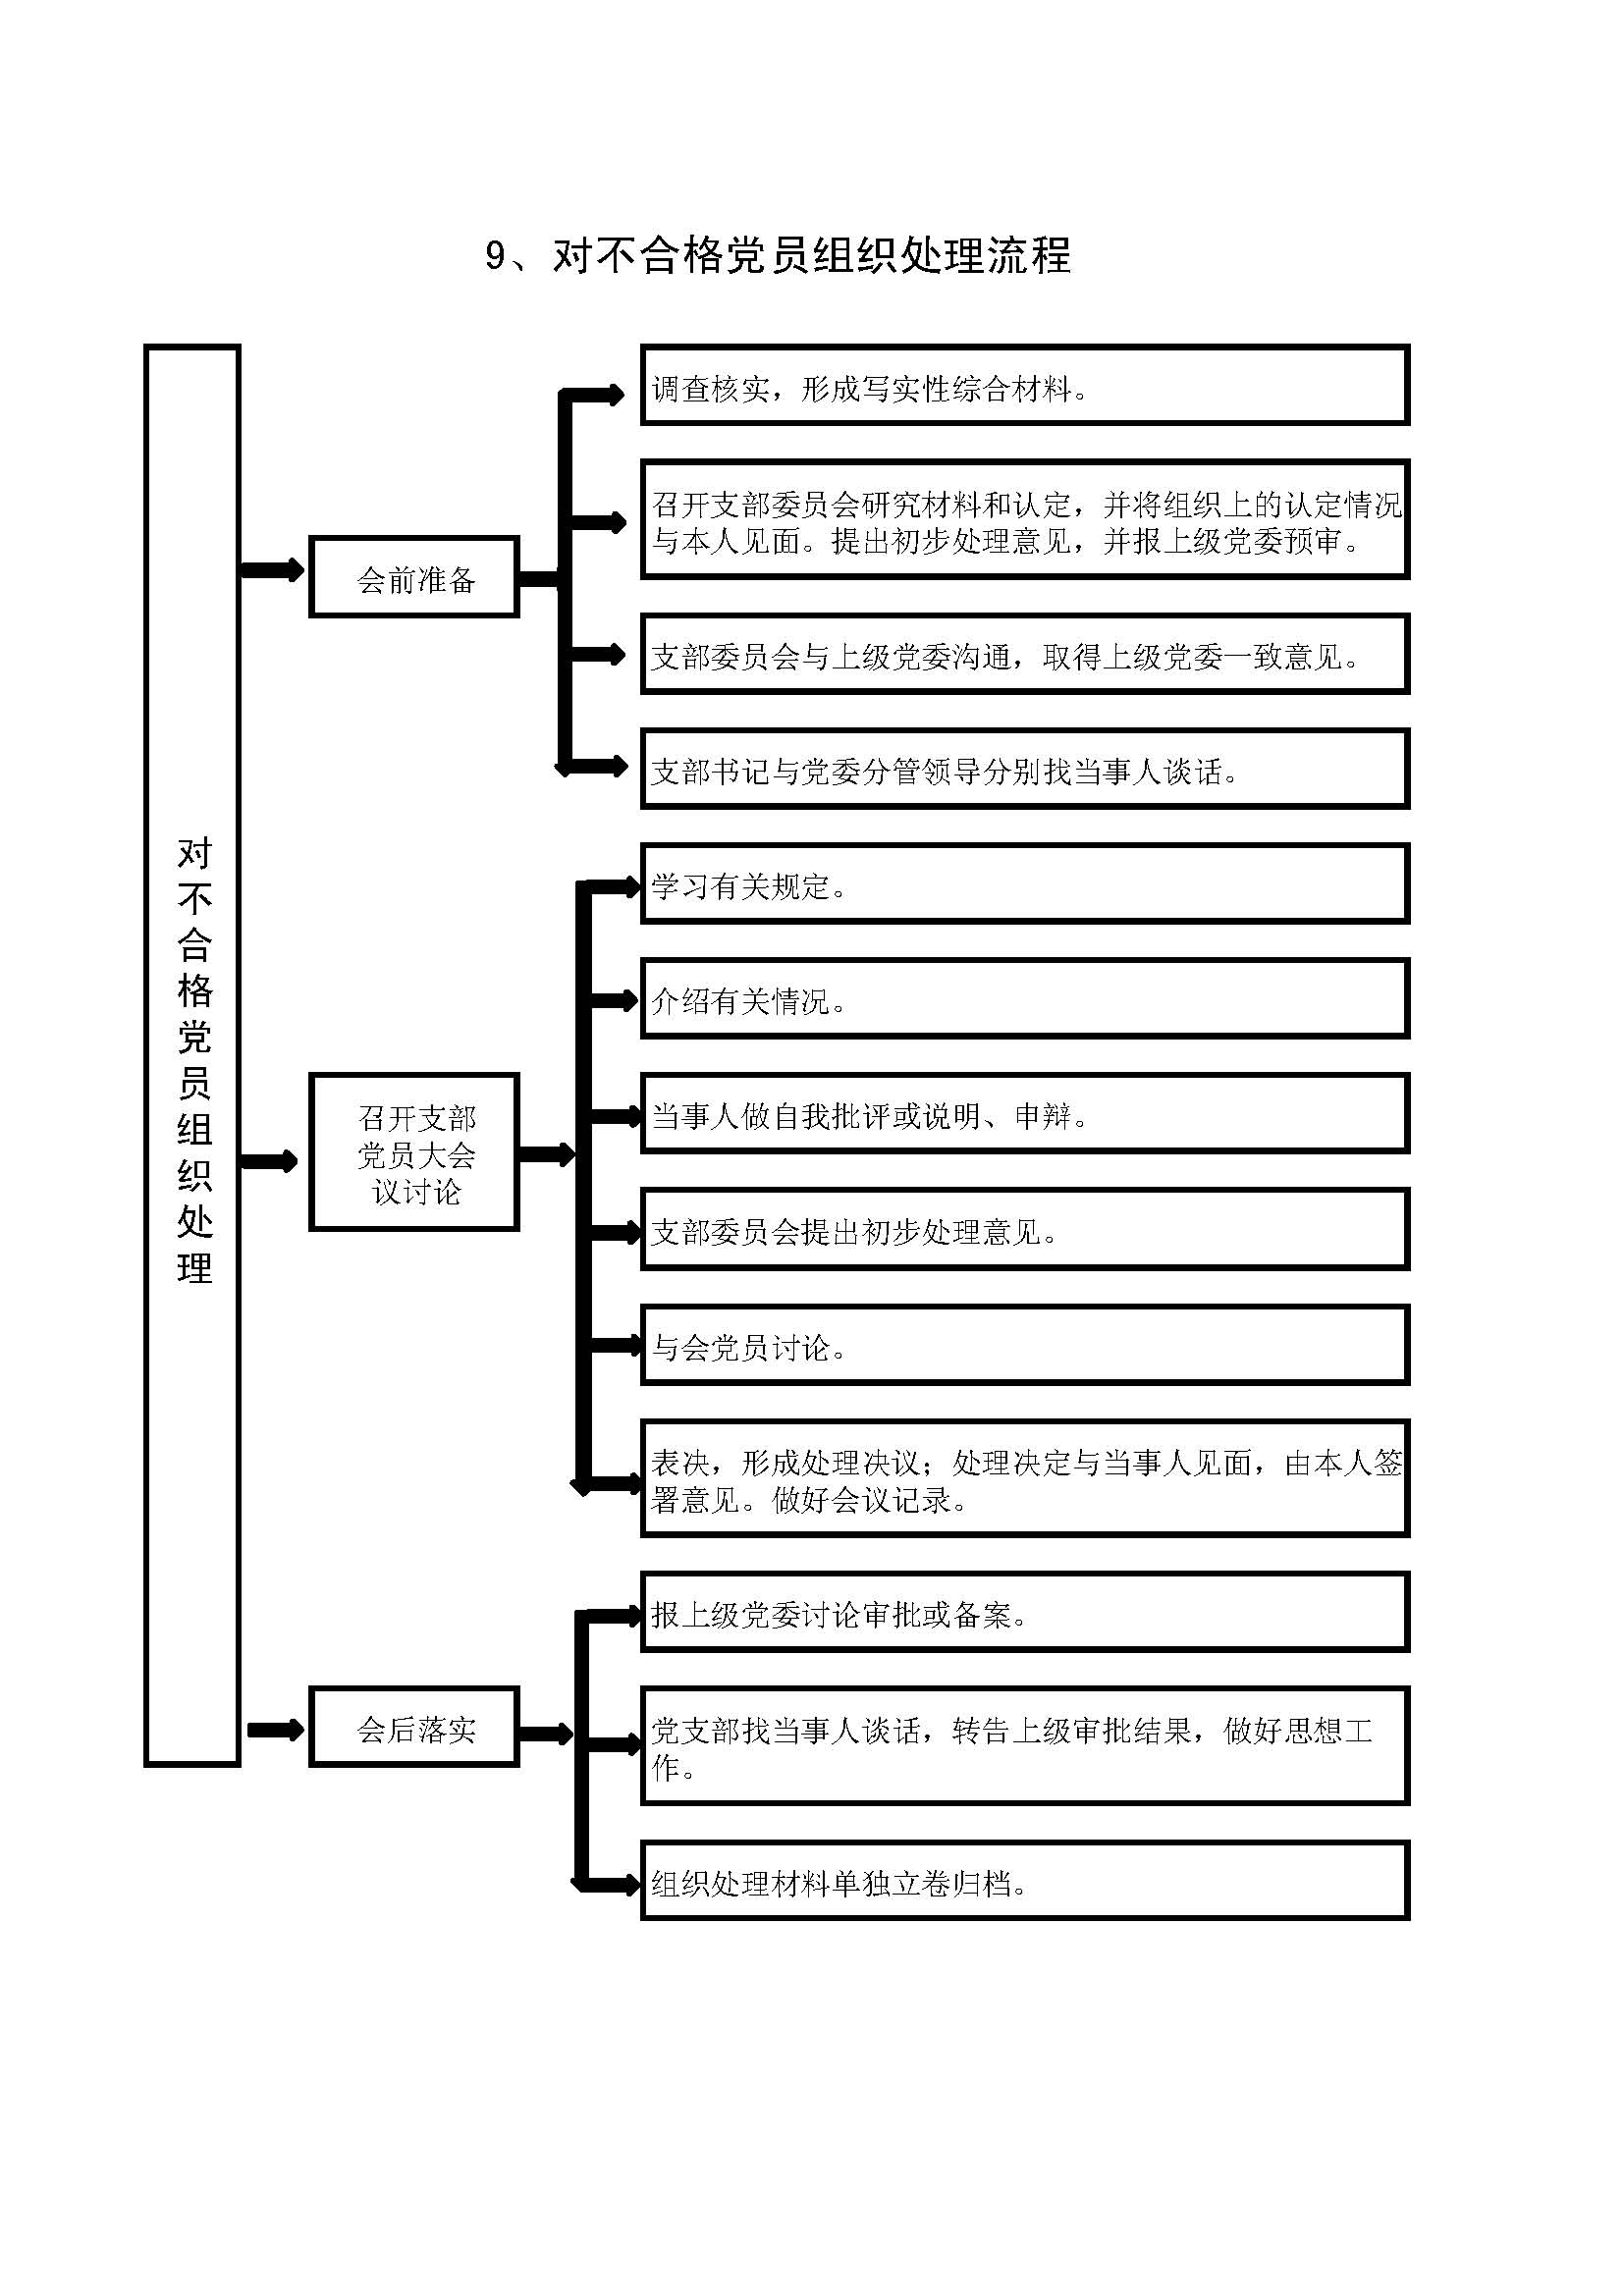 9、对不合格党员组织处理流程
对
不
合
格
党
员
组
织
处
理
会前准备
调查核实，形成写实性综合材料。
召开支部委员会研究材料和认定，并将组织上的认定情况
与本人见面。提出初步处理意见，并报上级党委预审。
支部委员会与上级党委沟通，取得上级党委一致意见。
支部书记与党委分管领导分别找当事人谈话。
召开支部
党员大会
议讨论
学习有关规定。
介绍有关情况。
当事人做自我批评或说明、申辩。
支部委员会提出初步处理意见。
与会党员讨论。
表决，形成处理决议；处理决定与当事人见面，由本人签
署意见。做好会议记录。
会后落实
报上级党委讨论审批或备案。
党支部找当事人谈话，转告上级审批结果，做好思想工
作。
组织处理材料单独立卷归档。